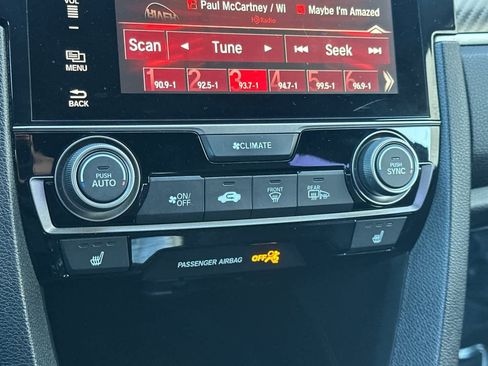 VOL
Paul McCartney / Wi
Maybe I'm Amazed
HD Radio
Scan
Tune
Seek
MENU
1 2 3 4 5 6
90.9-1 92.5-1 93.7-1 94.7-1 99.5-1 96.9-1
BACK
CLIMATE
PUSH
AUTO
PUSH
SYNC
ON/
OFF
FRONT
REAR
PASSENGER AIRBAG OFF